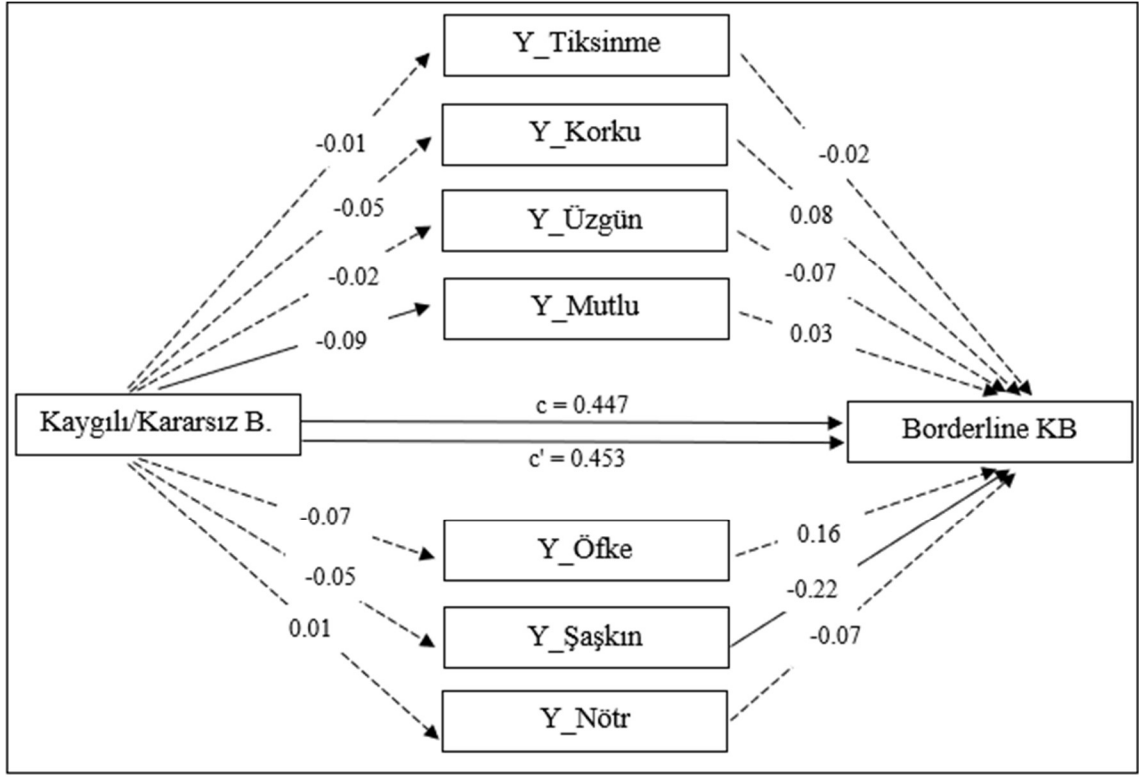 Y_Tiksinme
-0.01
-0.02
Y_Korku
-0.05
0.08
Y_Üzgün
-0.02
-0.07
Y_Mutlu
-0.09
0.03
Kaygılı/Kararsız B.
c = 0.447
c' = 0.453
Borderline KB
-0.07
Y_Öfke
0.16
-0.05
Y_Şaşkın
-0.22
0.01
Y_Nötr
-0.07